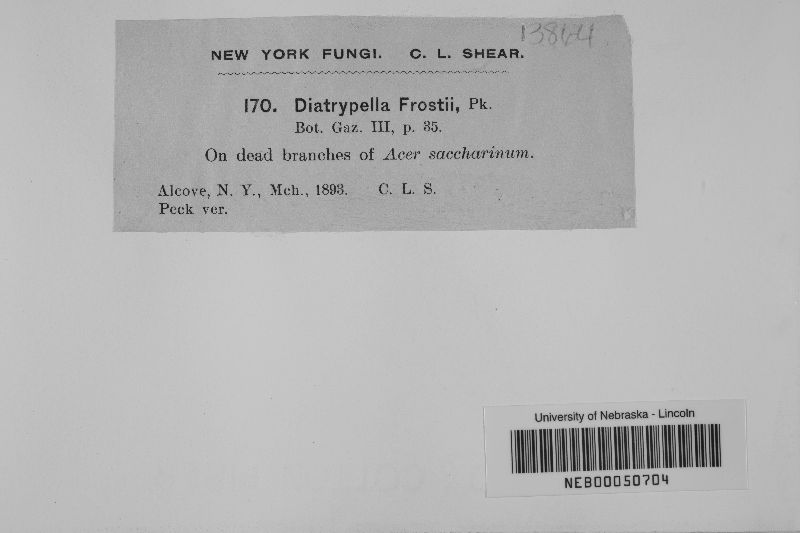 13864
NEW YORK FUNGI. C. L. SHEAR.
170. Diatrypella Frostii, Pk.
Bot. Gaz. III, p. 35.
On dead branches of Acer saccharinum.
Alcove, N. Y., Mch., 1893. C. L. S.
Peck ver.
University of Nebraska - Lincoln
NEB00050704